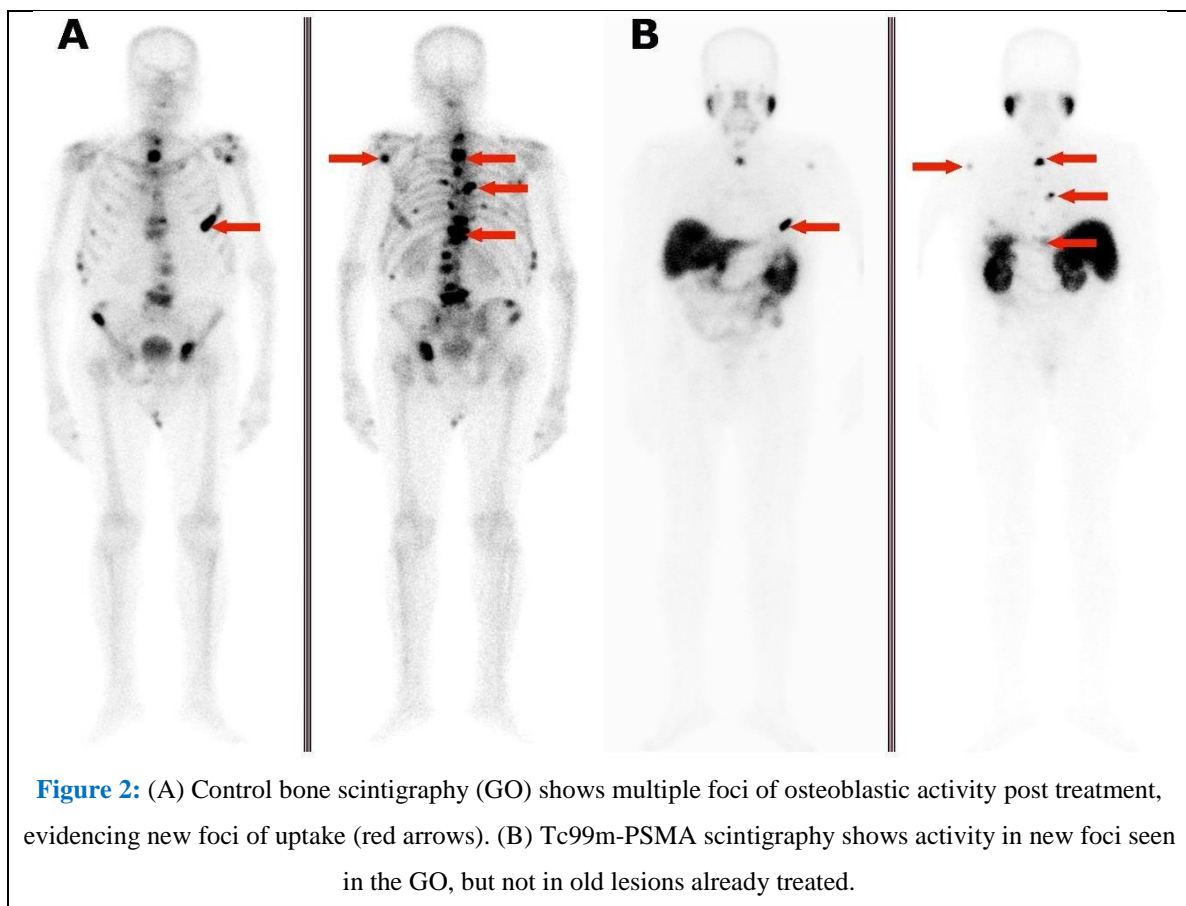 A
B
Figure 2: (A) Control bone scintigraphy (GO) shows multiple foci of osteoblastic activity post treatment,
evidencing new foci of uptake (red arrows). (B) Tc99m-PSMA scintigraphy shows activity in new foci seen
in the GO, but not in old lesions already treated.